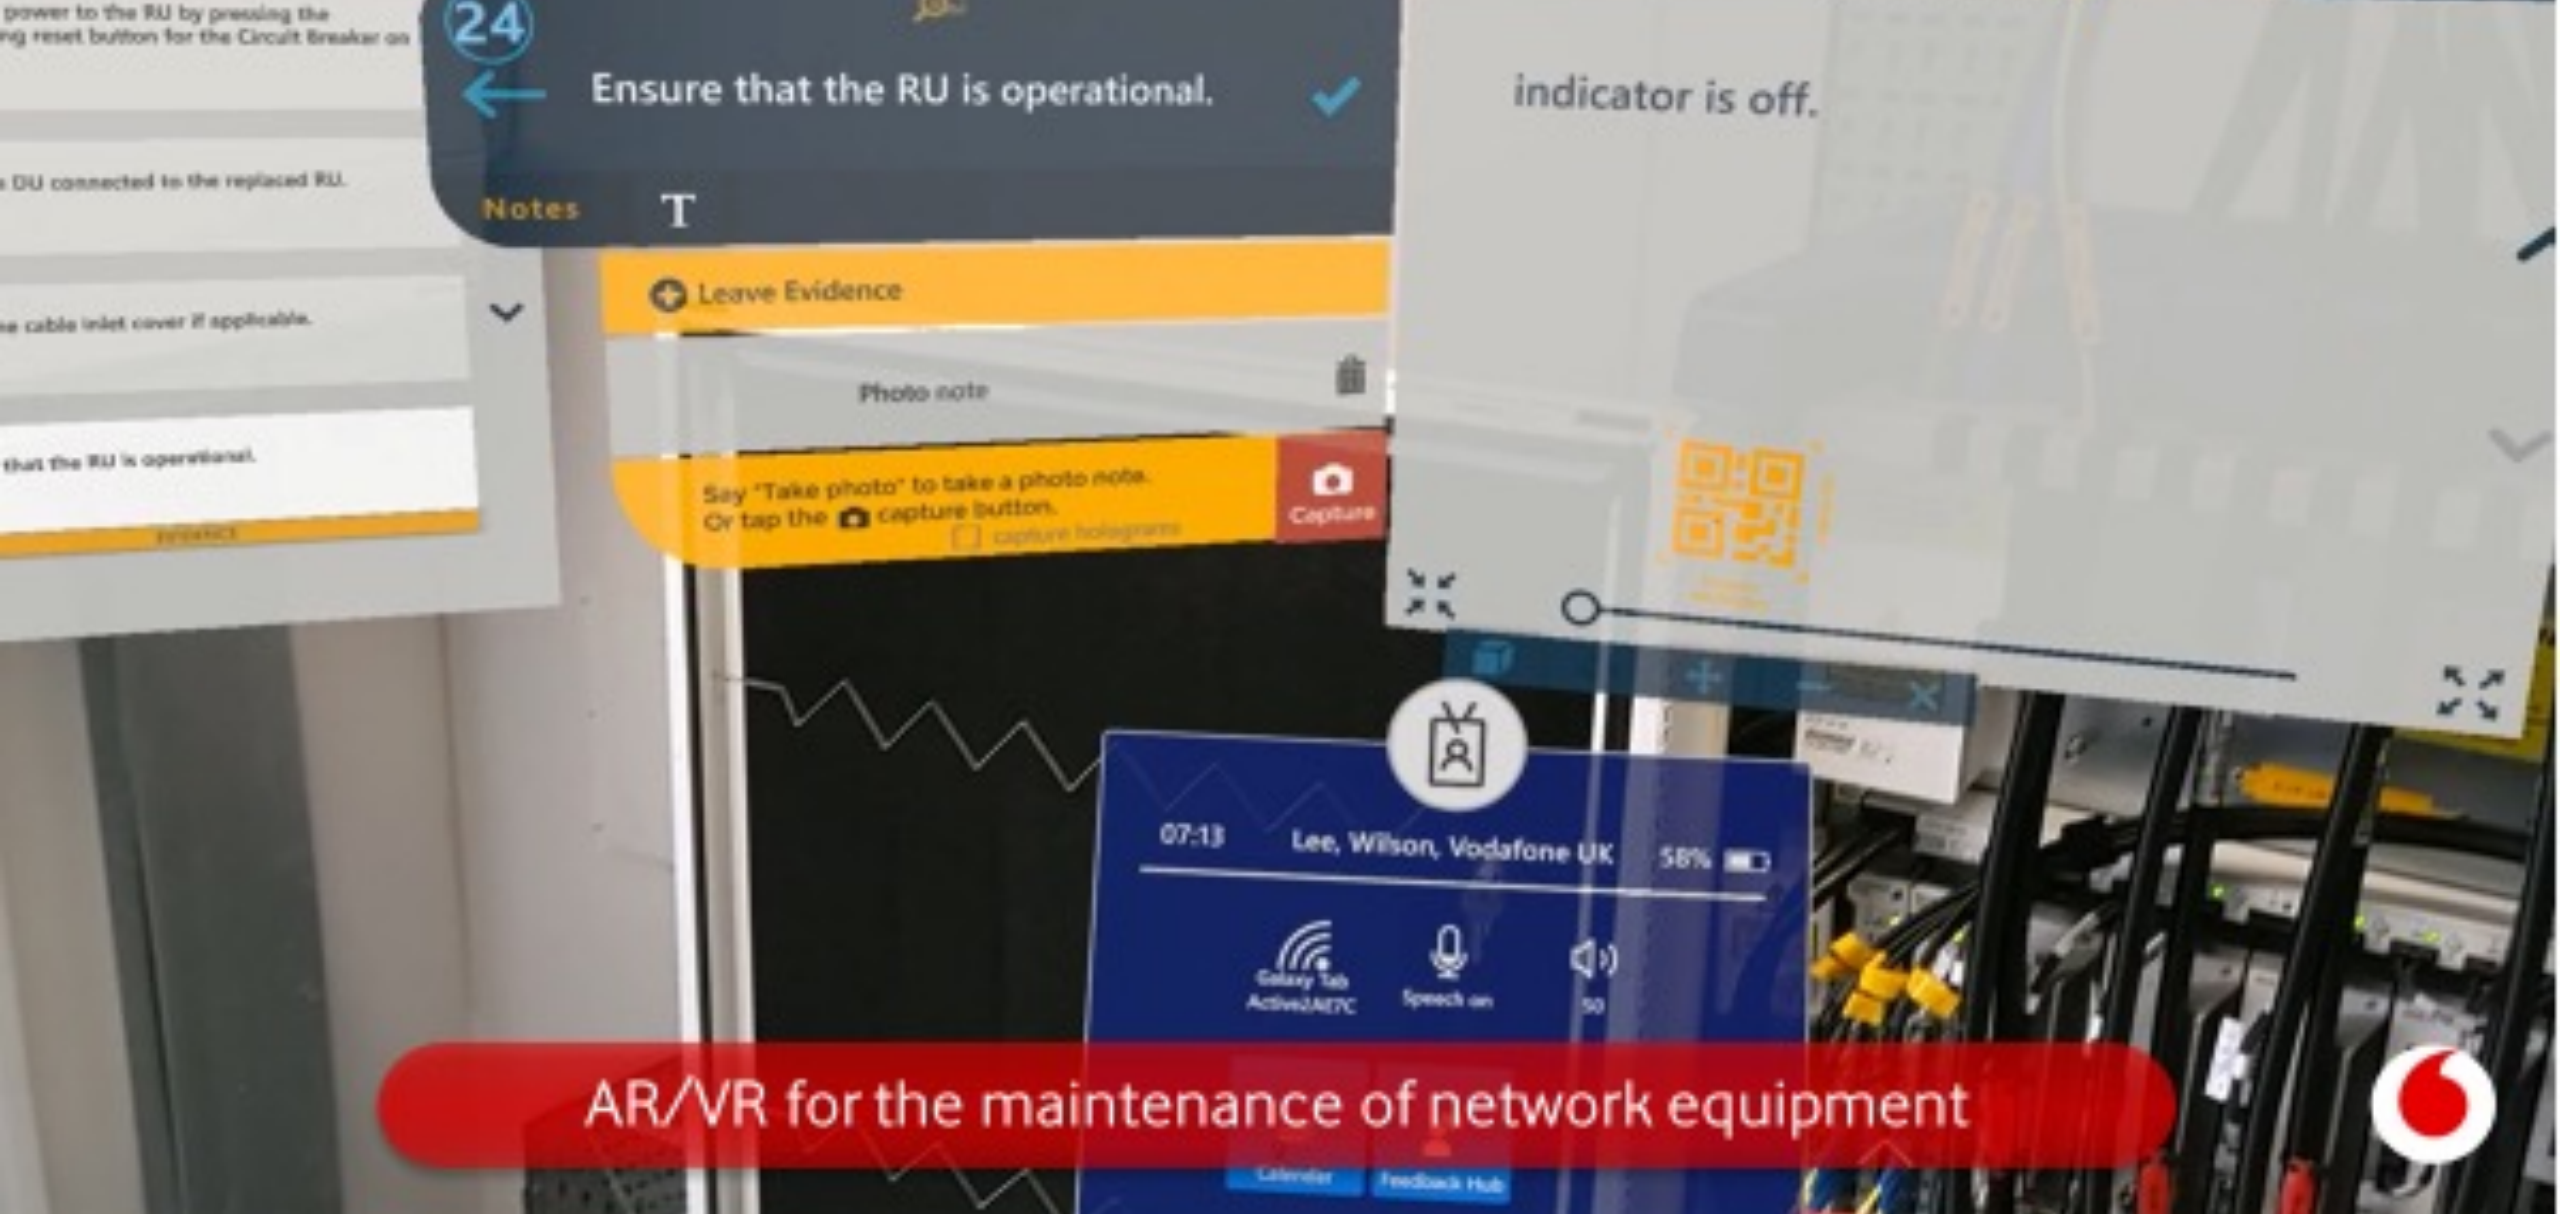 power to the RU by pressing the
ng reset button for the Circuit Breaker on
DU connected to the replaced RU.
cable inlet cover if applicable.
that the RU is operational.
EVIDENCE
24
Ensure that the RU is operational.
Notes
T
Leave Evidence
Photo note
Say "Take photo" to take a photo note.
Or tap the capture button.
capture holograms
Capture
indicator is off.
07:13
Lee, Wilson, Vodafone UK
58%
Galaxy Tab
Active2AE7C
Speech on
50
AR/VR for the maintenance of network equipment
Calendar
Feedback Hub